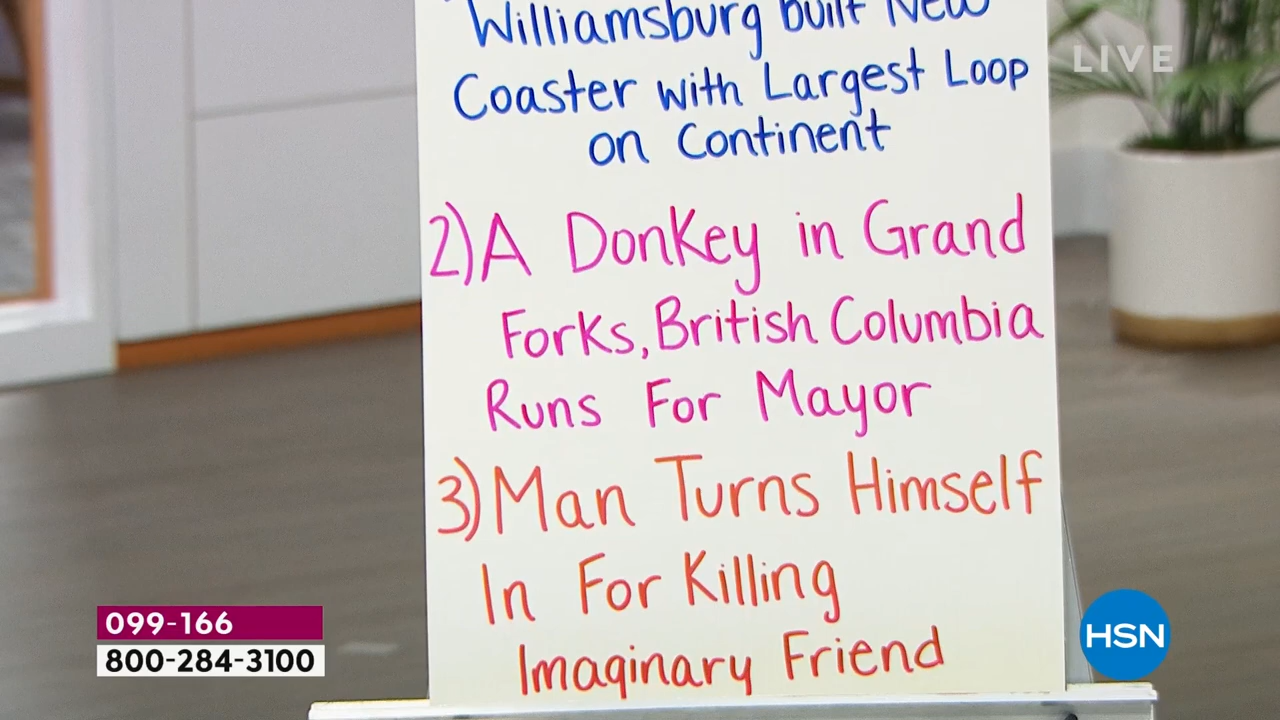 Williamsburg built New
LIVE
Coaster with Largest Loop
on Continent
2) A Donkey in Grand
Forks, British Columbia
Runs For Mayor
3) Man Turns Himself
In For Killing
Imaginary Friend
099-166
800-284-3100
HSN